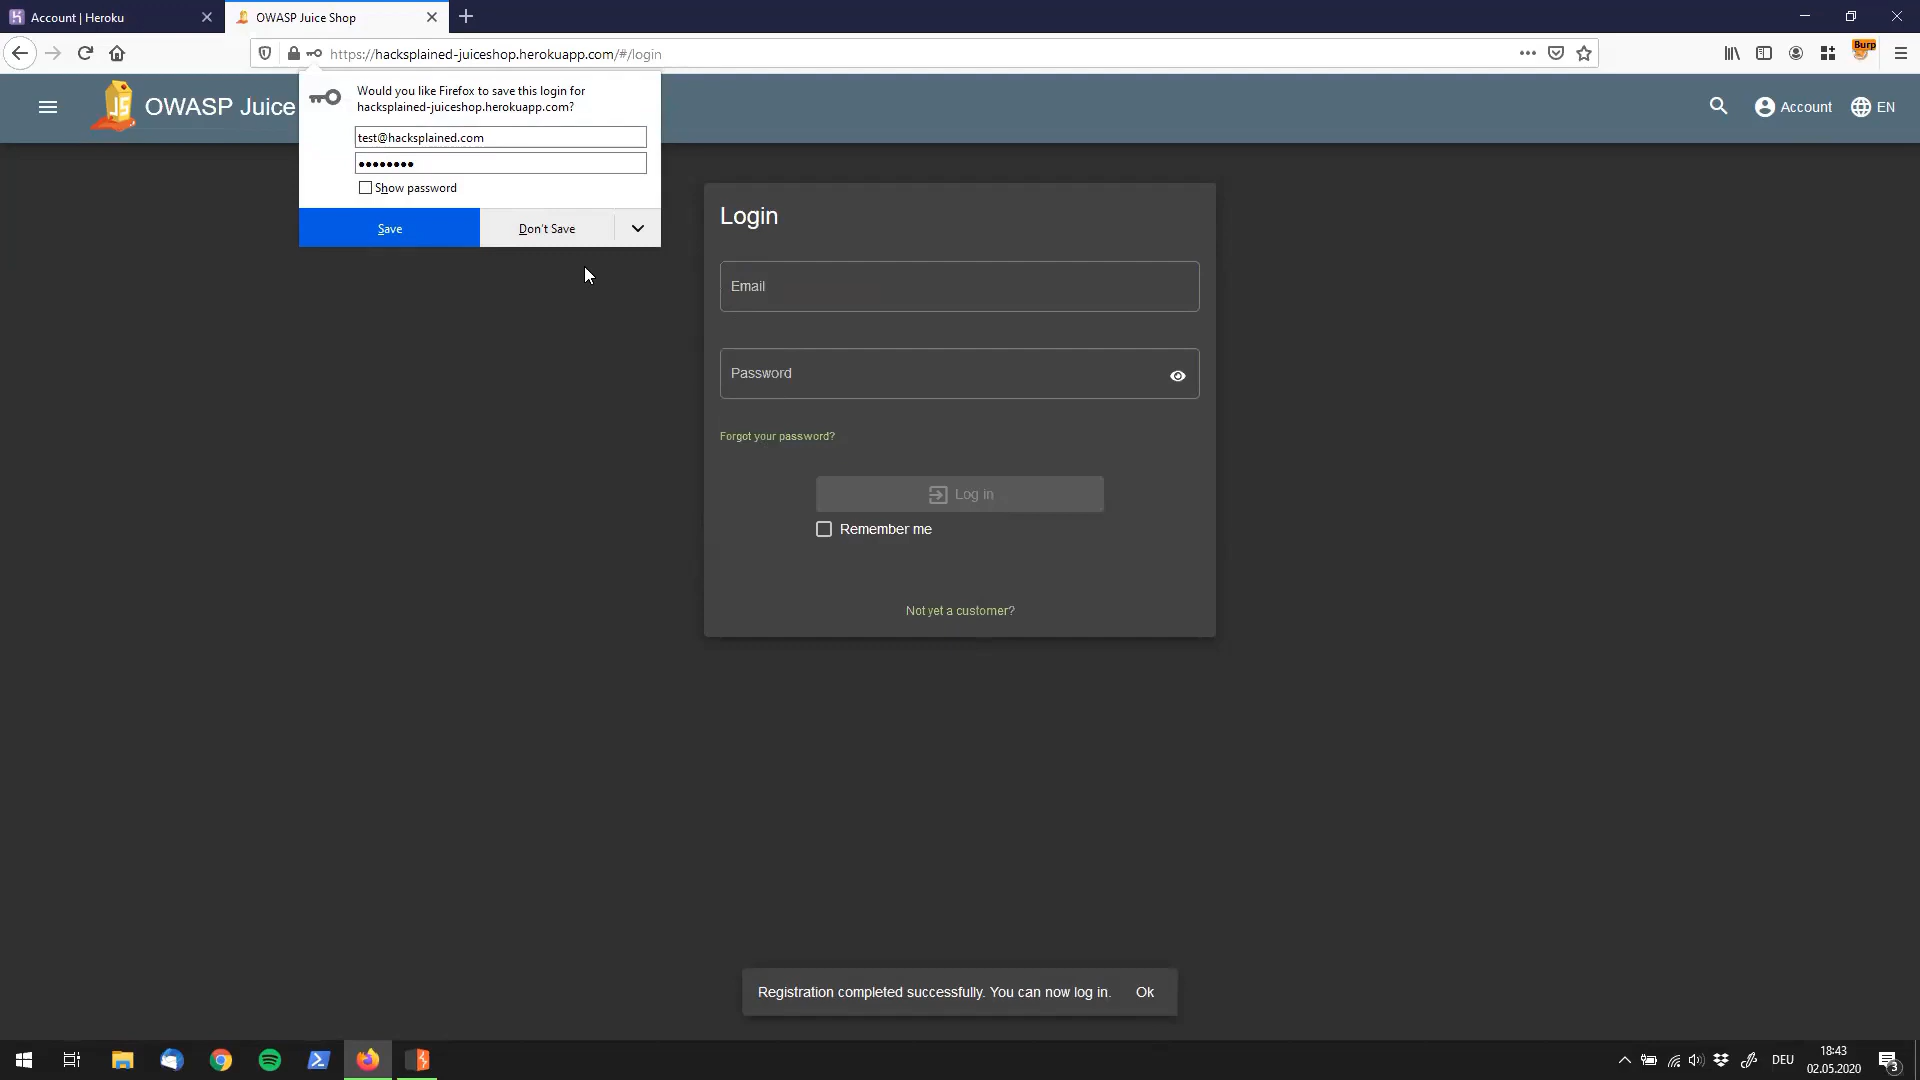 Account | Heroku
OWASP Juice Shop
https://hacksplained-juiceshop.herokuapp.com/#/login
Burp
Would you like Firefox to save this login for
hacksplained-juiceshop.herokuapp.com?
test@hacksplained.com
●●●●●●●●
Show password
Save
Don't Save
OWASP Juice
Account
EN
Login
Email
Password
Forgot your password?
Log in
Remember me
Not yet a customer?
Registration completed successfully. You can now log in.
Ok
DEU
18:43
02.05.2020
3